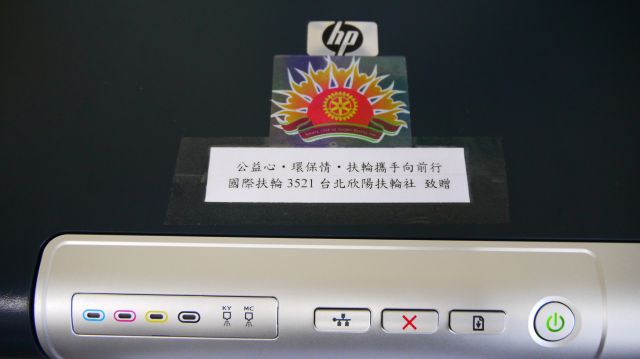 hp
公益心・環保情・扶輪攜手向前行
國際扶輪 3521 台北欣陽扶輪社 致贈
KY MC